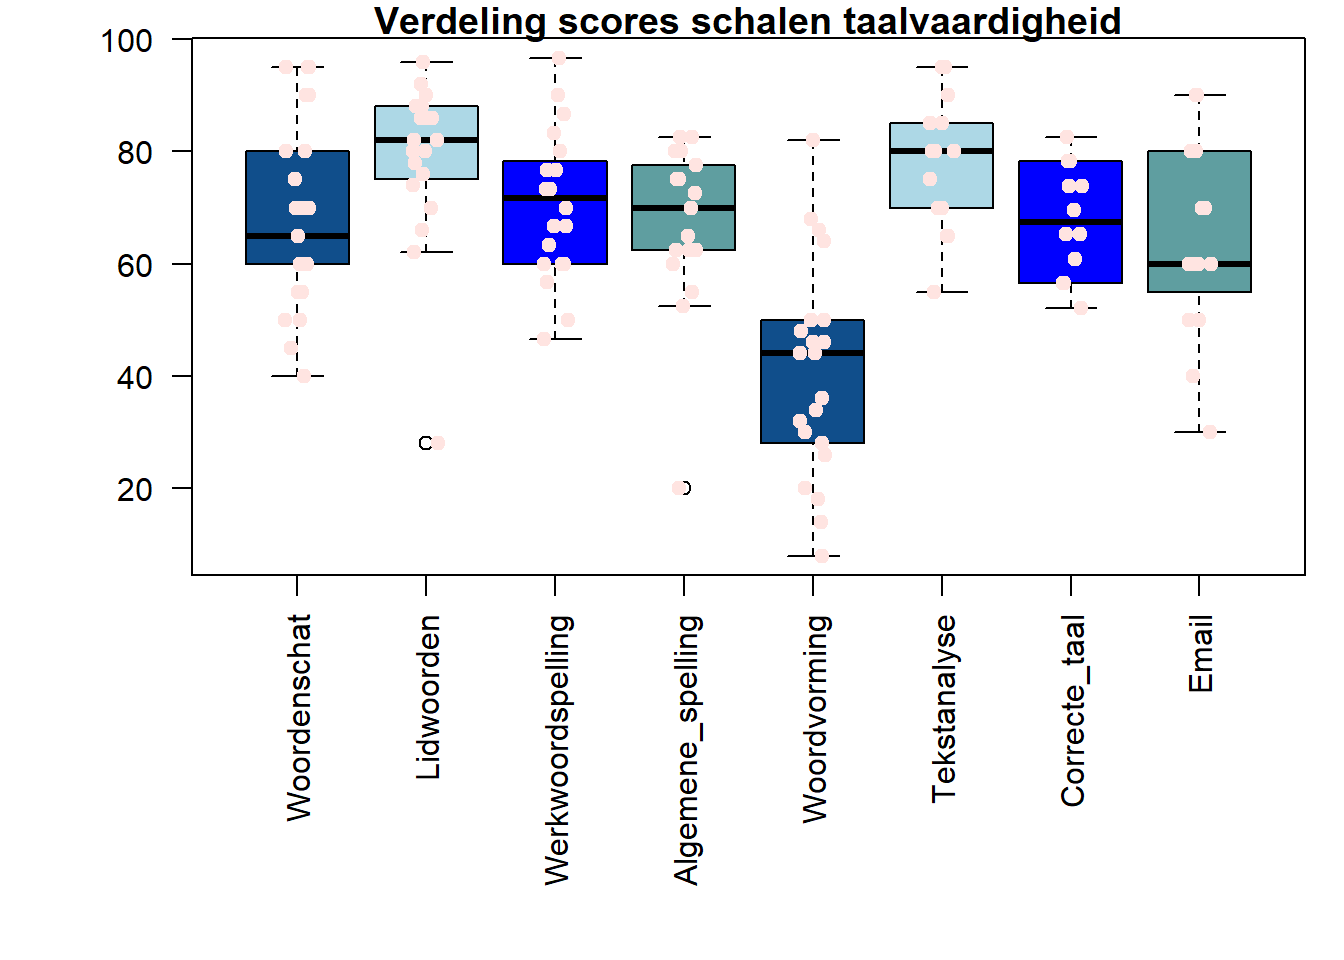 Verdeling scores schalen taalvaardigheid
100
80
60
40
20
Woordenschat
Lidwoorden
Werkwoordspelling
Algemene_spelling
Woordvorming
Tekstanalyse
Correcte_taal
Email